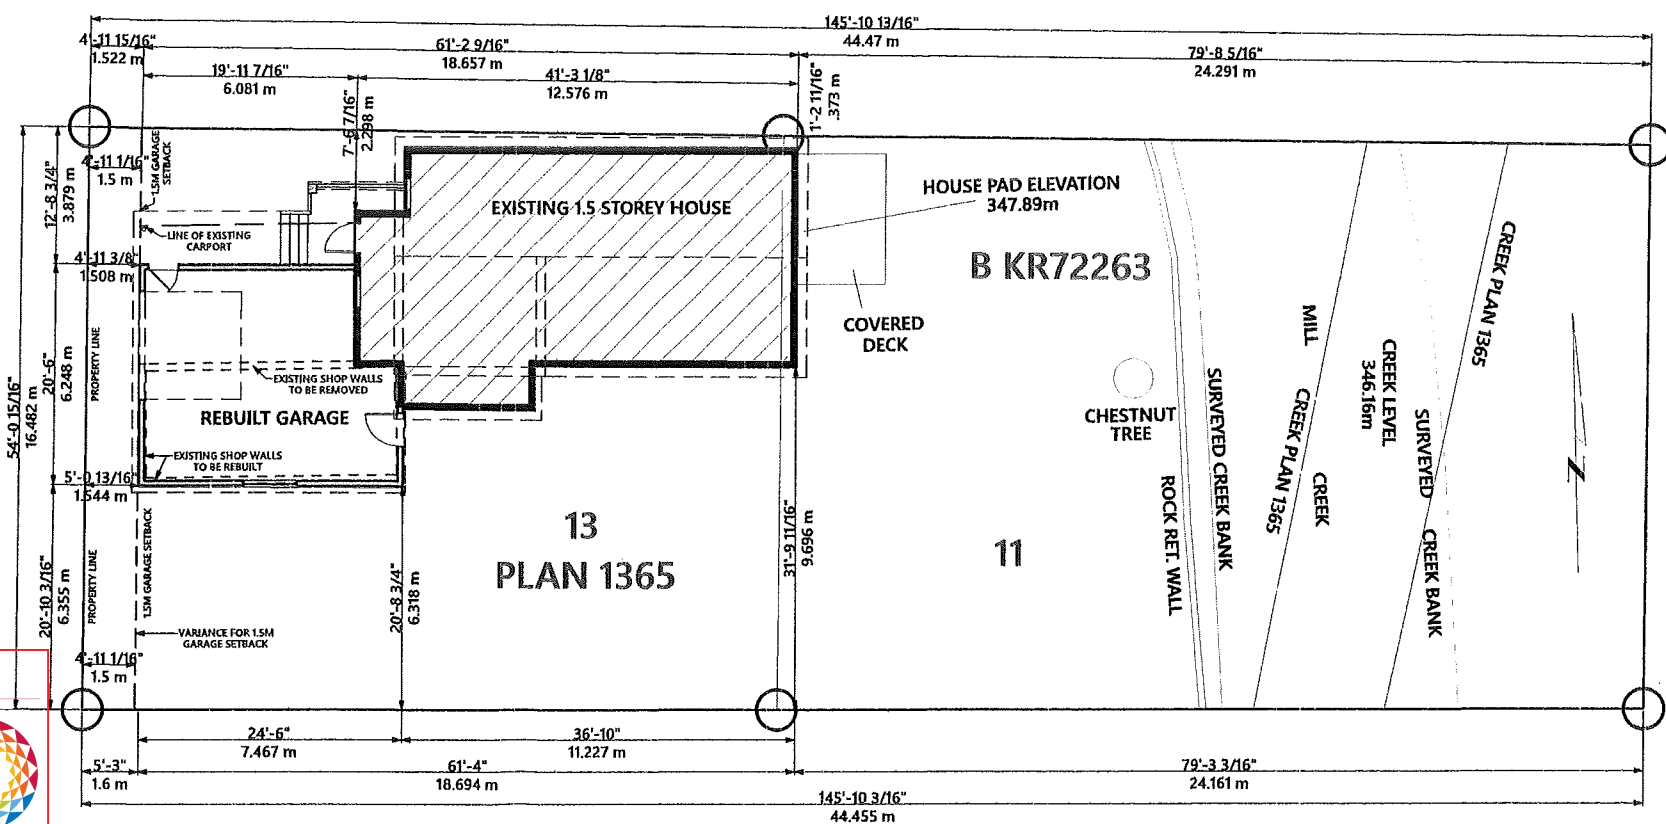 145'-10 13/16"
44.47 m
4'-11 15/16"
1.522 m
61'-2 9/16"
18.657 m
79'-8 5/16"
24.291 m
19'-11 7/16"
6.081 m
41'-3 1/8"
12.576 m
7'-6 7/16"
2.298 m
1'-2 11/16"
.373 m
4'-11 1/16"
1.5 m
1.5M GARAGE
SETBACK
12'-8 3/4"
3.879 m
LINE OF EXISTING
CARPORT
4'-11 3/8"
1.508 m
EXISTING 1.5 STOREY HOUSE
HOUSE PAD ELEVATION
347.89m
B KR72263
COVERED
DECK
54'-0 15/16"
16.482 m
20'-6"
6.248 m
PROPERTY LINE
EXISTING SHOP WALLS
TO BE REMOVED
REBUILT GARAGE
EXISTING SHOP WALLS
TO BE REBUILT
5'-0 13/16"
1.544 m
CHESTNUT
TREE
MILL
CREEK
CREEK PLAN 1365
CREEK LEVEL
346.16m
CREEK PLAN 1365
SURVEYED CREEK BANK
SURVEYED
CREEK BANK
ROCK RET. WALL
N
13
PLAN 1365
11
31'-9 11/16"
9.696 m
20'-8 3/4"
6.318 m
20'-10 3/16"
6.355 m
PROPERTY LINE
1.5M GARAGE SETBACK
VARIANCE FOR 1.5M
GARAGE SETBACK
4'-11 1/16"
1.5 m
24'-6"
7.467 m
36'-10"
11.227 m
5'-3"
1.6 m
61'-4"
18.694 m
79'-3 3/16"
24.161 m
145'-10 3/16"
44.455 m